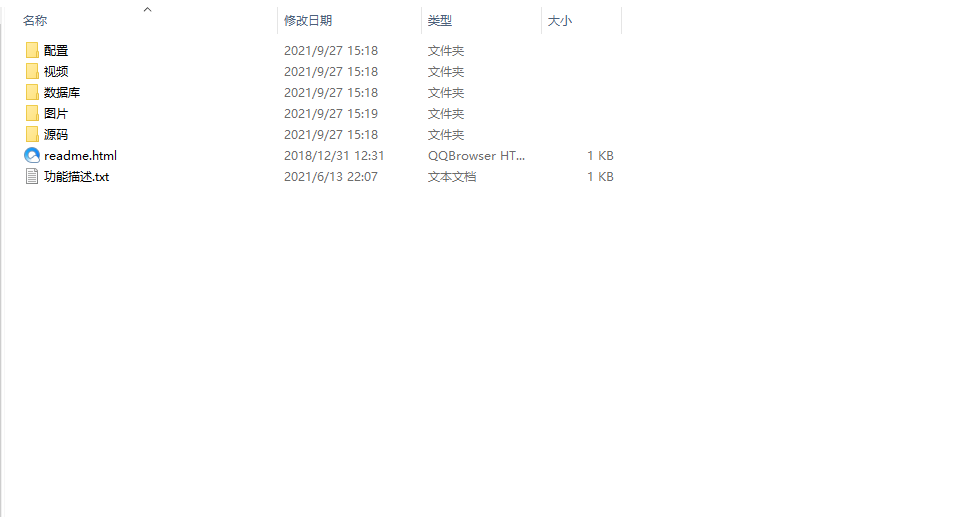 名称 修改日期 类型 大小
配置 2021/9/27 15:18 文件夹
视频 2021/9/27 15:18 文件夹
数据库 2021/9/27 15:18 文件夹
图片 2021/9/27 15:19 文件夹
源码 2021/9/27 15:18 文件夹
readme.html 2018/12/31 12:31 QQBrowser HT... 1 KB
功能描述.txt 2021/6/13 22:07 文本文档 1 KB